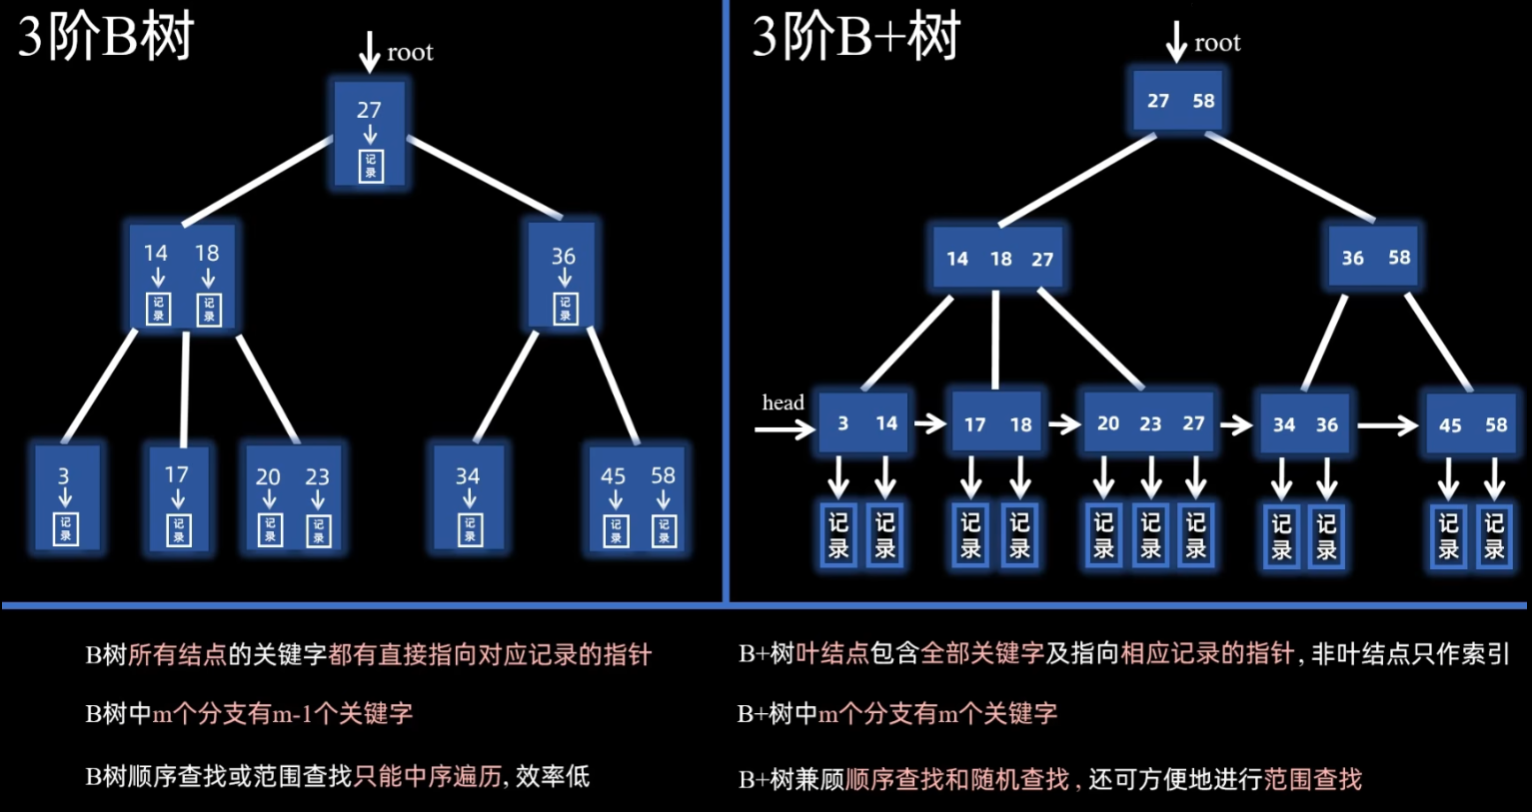 3阶B树
root
27
记录
14 18
记录 记录
36
记录
3
记录
17
记录
20 23
记录 记录
34
记录
45 58
记录 记录
3阶B+树
root
27 58
14 18 27
36 58
head
3 14
17 18
20 23 27
34 36
45 58
记录 记录
记录 记录
记录 记录 记录
记录 记录
记录 记录
B树所有结点的关键字都有直接指向对应记录的指针
B树中m个分支有m-1个关键字
B树顺序查找或范围查找只能中序遍历, 效率低
B+树叶结点包含全部关键字及指向相应记录的指针, 非叶结点只作索引
B+树中m个分支有m个关键字
B+树兼顾顺序查找和随机查找, 还可方便地进行范围查找